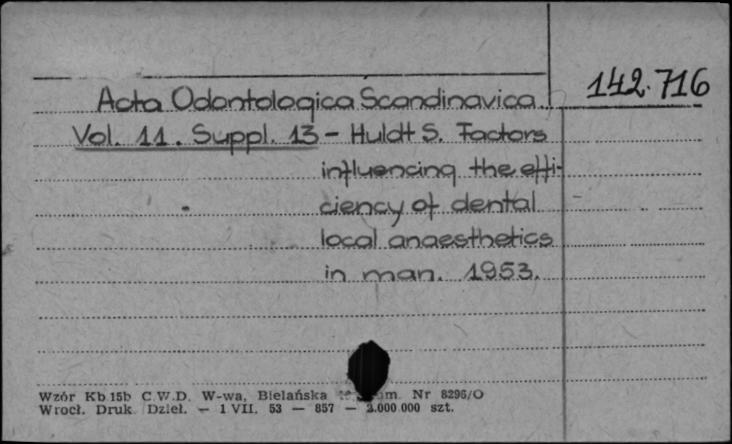 142.716
Acta Odontologica Scandinavica.
Vol. 11. Suppl. 13 - Huldt S. Factors
influencing the effi-
ciency of dental
local anaesthetics
in man. 1953.
Wzór Kb 15b C.W.D. W-wa, Bielańska Nr 8296/O
Wrocł. Druk. Dzieł. — 1 VII. 53 — 857 — 2.000.000 szt.